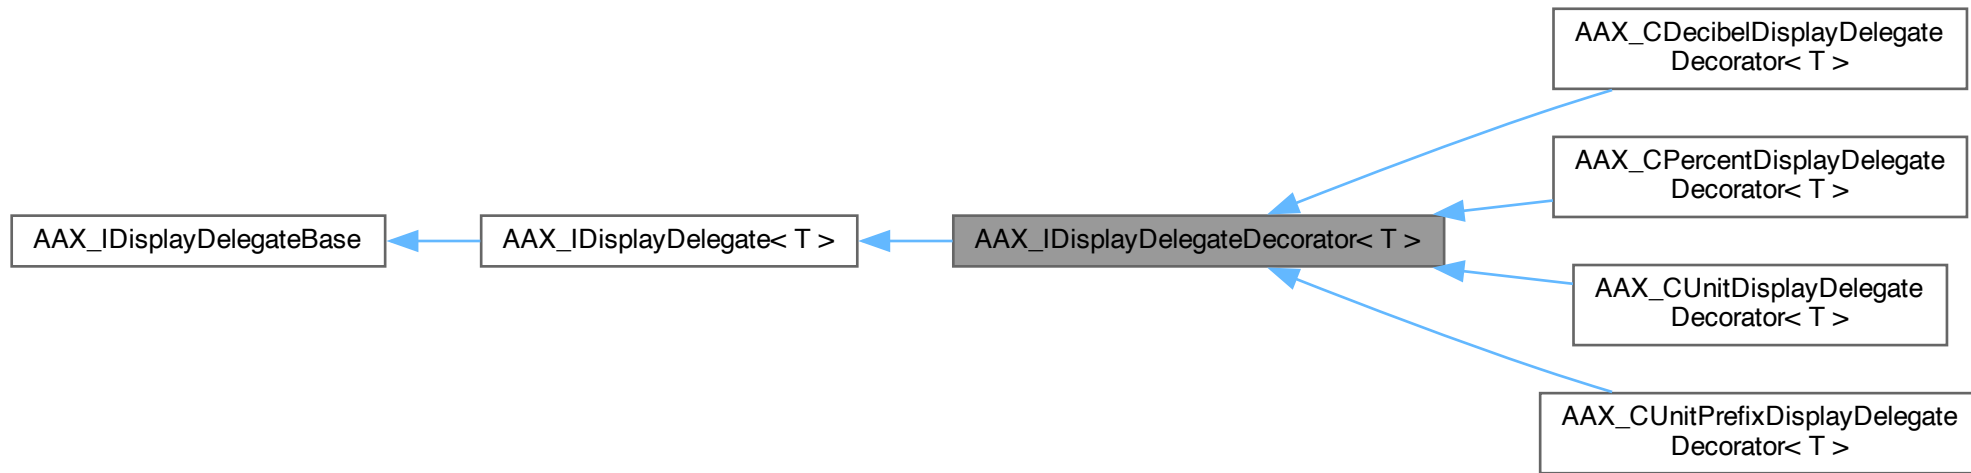 AAX_IDisplayDelegateBase
AAX_IDisplayDelegate< T >
AAX_IDisplayDelegateDecorator< T >
AAX_CDecibelDisplayDelegate
Decorator< T >
AAX_CPercentDisplayDelegate
Decorator< T >
AAX_CUnitDisplayDelegate
Decorator< T >
AAX_CUnitPrefixDisplayDelegate
Decorator< T >